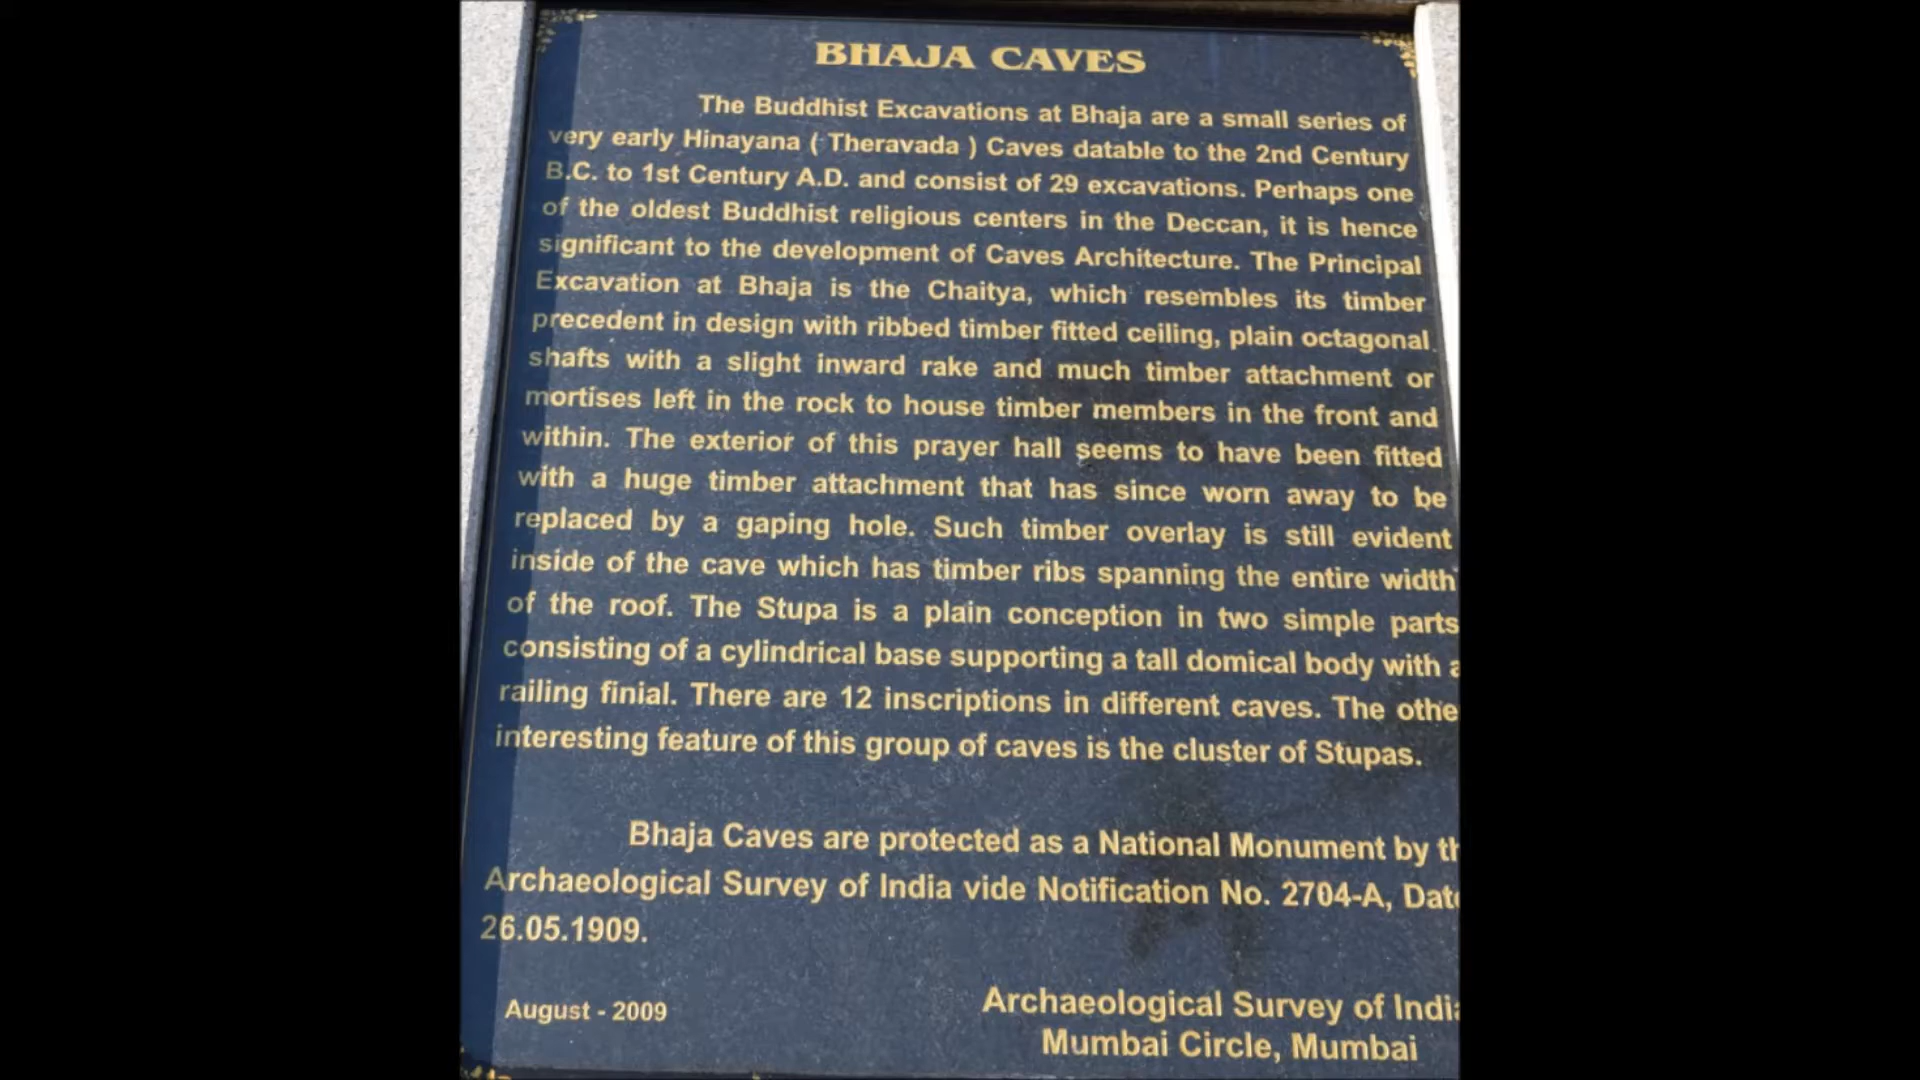 BHAJA CAVES
The Buddhist Excavations at Bhaja are a small series of
very early Hinayana ( Theravada ) Caves datable to the 2nd Century
B.C. to 1st Century A.D. and consist of 29 excavations. Perhaps one
of the oldest Buddhist religious centers in the Deccan, it is hence
significant to the development of Caves Architecture. The Principal
Excavation at Bhaja is the Chaitya, which resembles its timber
precedent in design with ribbed timber fitted ceiling, plain octagonal
shafts with a slight inward rake and much timber attachment or
mortises left in the rock to house timber members in the front and
within. The exterior of this prayer hall seems to have been fitted
with a huge timber attachment that has since worn away to be
replaced by a gaping hole. Such timber overlay is still evident
inside of the cave which has timber ribs spanning the entire width
of the roof. The Stupa is a plain conception in two simple parts
consisting of a cylindrical base supporting a tall domical body with a
railing finial. There are 12 inscriptions in different caves. The othe
interesting feature of this group of caves is the cluster of Stupas.
Bhaja Caves are protected as a National Monument by th
Archaeological Survey of India vide Notification No. 2704-A, Date
26.05.1909.
August - 2009
Archaeological Survey of India
Mumbai Circle, Mumbai